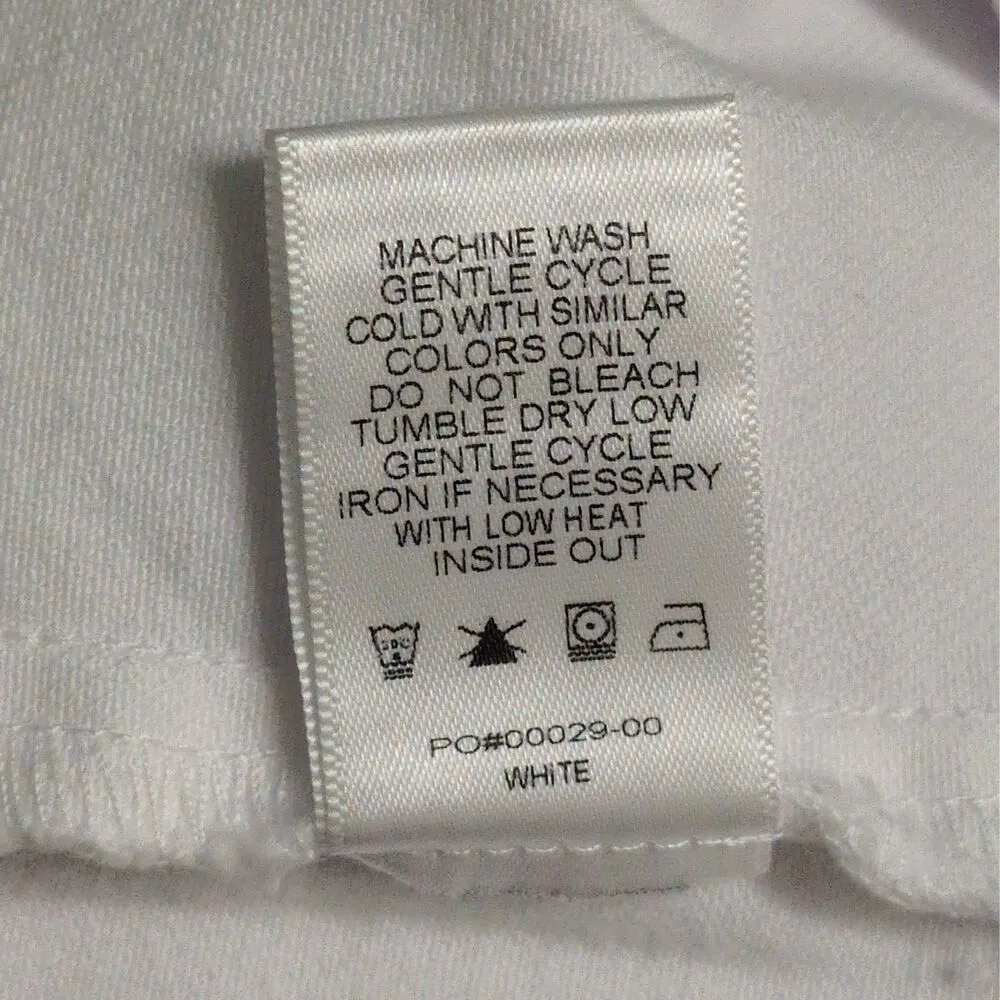 MACHINE WASH
GENTLE CYCLE
COLD WITH SIMILAR
COLORS ONLY
DO NOT BLEACH
TUMBLE DRY LOW
GENTLE CYCLE
IRON IF NECESSARY
WITH LOW HEAT
INSIDE OUT
30C
PO#00029-00
WHiTE